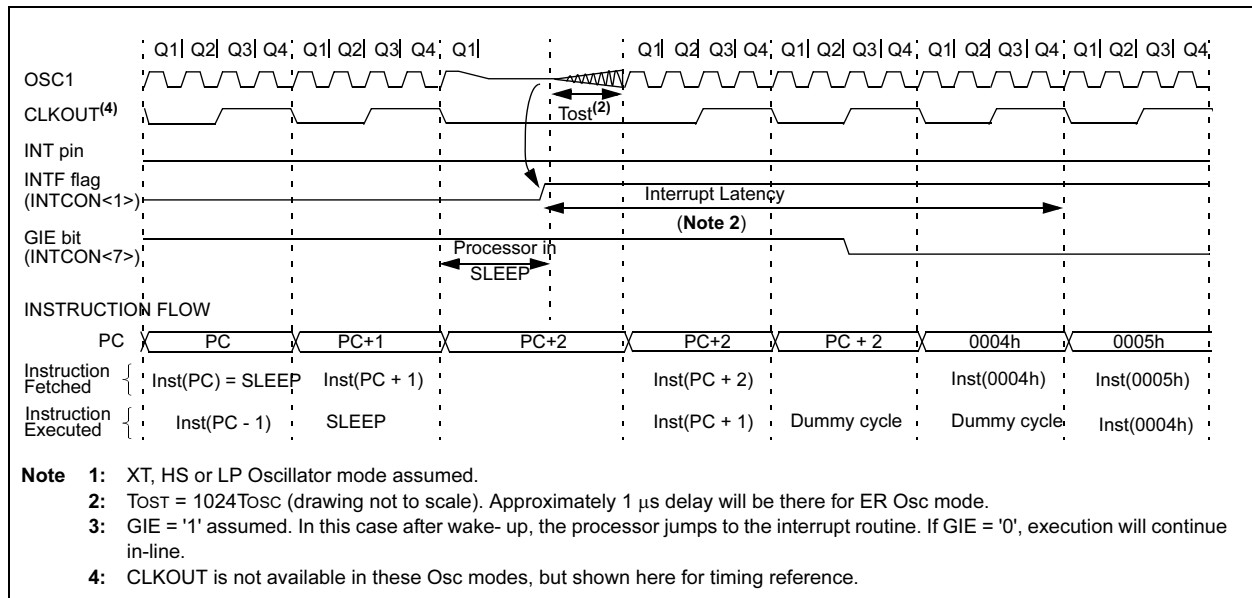 Q1 Q2 Q3 Q4 Q1 Q2 Q3 Q4 Q1 Q1 Q2 Q3 Q4 Q1 Q2 Q3 Q4 Q1 Q2 Q3 Q4 Q1 Q2 Q3 Q4
OSC1
CLKOUT(4)
Tost(2)
INT pin
INTF flag
(INTCON<1>)
Interrupt Latency
(Note 2)
GIE bit
(INTCON<7>)
Processor in
SLEEP
INSTRUCTION FLOW
PC PC PC+1 PC+2 PC+2 PC + 2 0004h 0005h
Instruction
Fetched
Inst(PC) = SLEEP Inst(PC + 1) Inst(PC + 2) Inst(0004h) Inst(0005h)
Instruction
Executed
Inst(PC - 1) SLEEP Inst(PC + 1) Dummy cycle Dummy cycle Inst(0004h)
Note 1: XT, HS or LP Oscillator mode assumed.
2: TOST = 1024TOSC (drawing not to scale). Approximately 1 μs delay will be there for ER Osc mode.
3: GIE = '1' assumed. In this case after wake- up, the processor jumps to the interrupt routine. If GIE = '0', execution will continue
in-line.
4: CLKOUT is not available in these Osc modes, but shown here for timing reference.